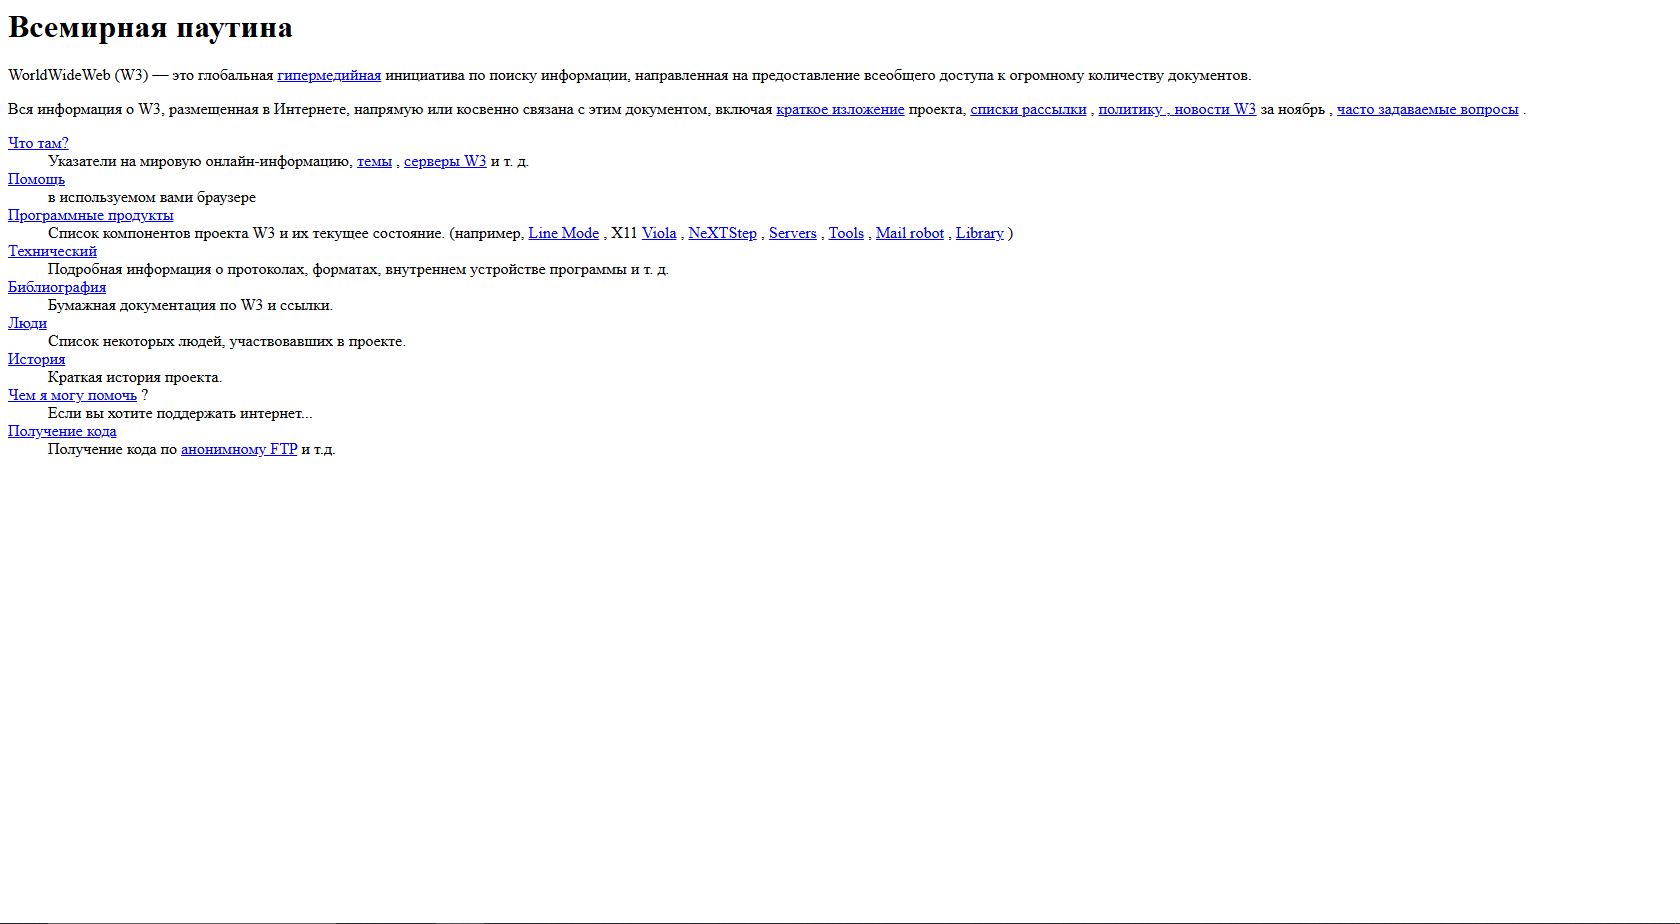 Всемирная паутина
WorldWideWeb (W3) — это глобальная гипермедийная инициатива по поиску информации, направленная на предоставление всеобщего доступа к огромному количеству документов.
Вся информация о W3, размещенная в Интернете, напрямую или косвенно связана с этим документом, включая краткое изложение проекта, списки рассылки , политику , новости W3 за ноябрь , часто задаваемые вопросы .
Что там?
Указатели на мировую онлайн-информацию, темы , серверы W3 и т. д.
Помощь
в используемом вами браузере
Программные продукты
Список компонентов проекта W3 и их текущее состояние. (например, Line Mode , X11 Viola , NeXTStep , Servers , Tools , Mail robot , Library )
Технический
Подробная информация о протоколах, форматах, внутреннем устройстве программы и т. д.
Библиография
Бумажная документация по W3 и ссылки.
Люди
Список некоторых людей, участвовавших в проекте.
История
Краткая история проекта.
Чем я могу помочь ?
Если вы хотите поддержать интернет...
Получение кода
Получение кода по анонимному FTP и т.д.